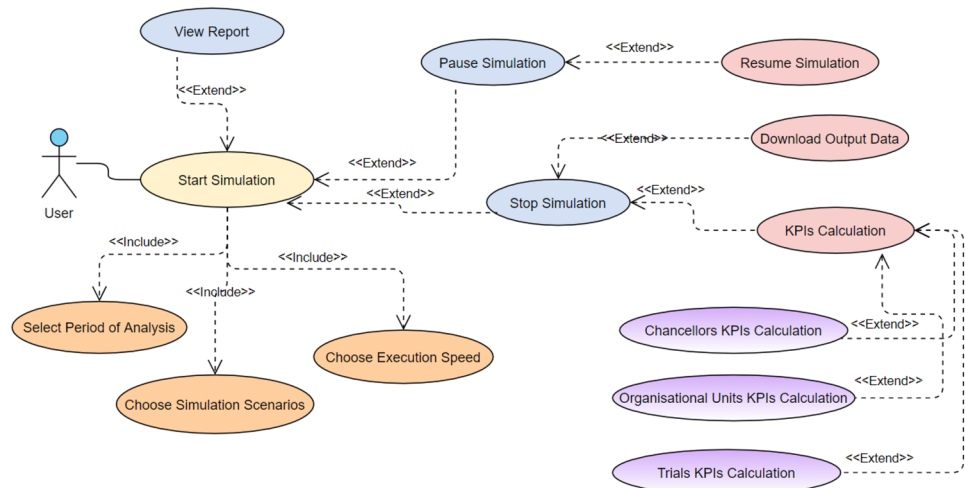 View Report
<<Extend>>
Pause Simulation
<<Extend>>
Resume Simulation
<<Extend>>
Download Output Data
User
Start Simulation
<<Extend>>
<<Extend>>
Stop Simulation
<<Extend>>
KPIs Calculation
<<Include>>
<<Include>>
<<Include>>
Select Period of Analysis
Choose Execution Speed
Choose Simulation Scenarios
Chancellors KPIs Calculation
<<Extend>>
Organisational Units KPIs Calculation
<<Extend>>
Trials KPIs Calculation
<<Extend>>